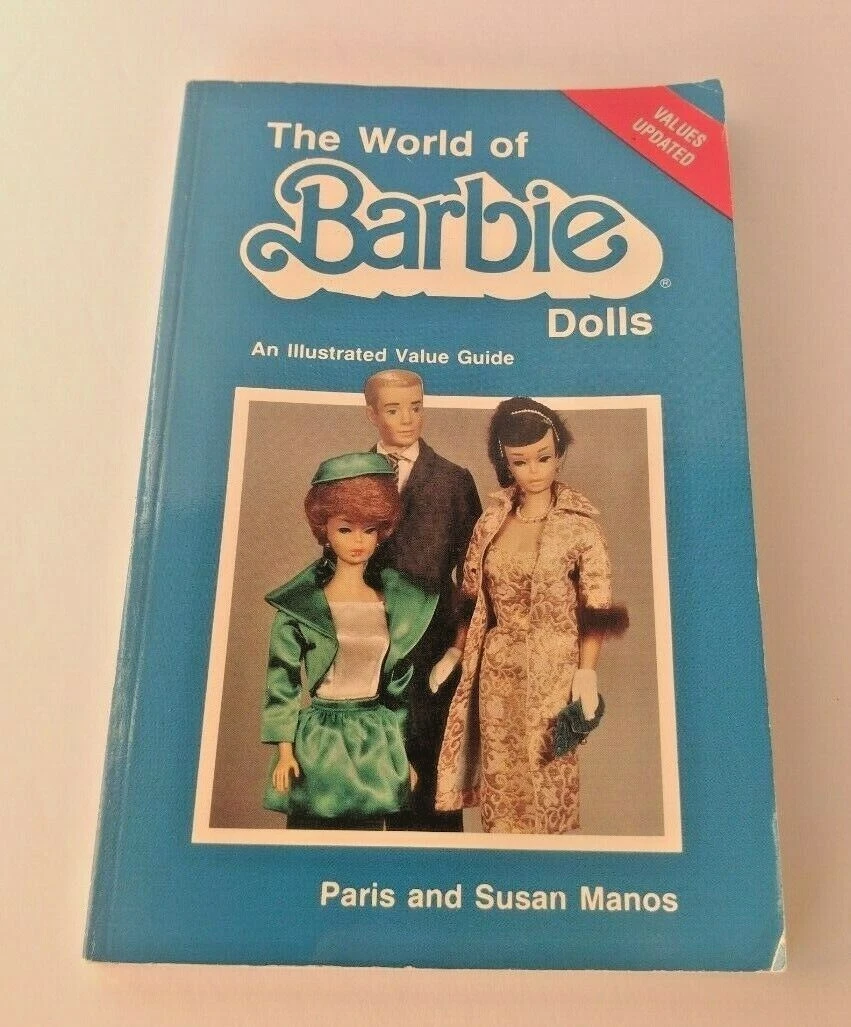 VALUES
UPDATED
The World of
Barbie®
Dolls
An Illustrated Value Guide
Paris and Susan Manos